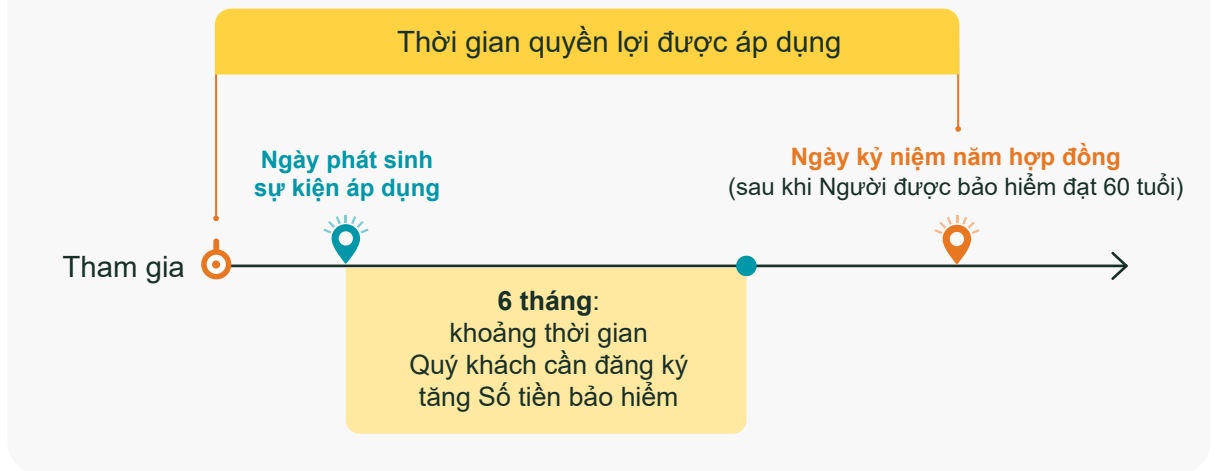 Thời gian quyền lợi được áp dụng
Ngày phát sinh
sự kiện áp dụng
Ngày kỷ niệm năm hợp đồng
(sau khi Người được bảo hiểm đạt 60 tuổi)
Tham gia
6 tháng:
khoảng thời gian
Quý khách cần đăng ký
tăng Số tiền bảo hiểm